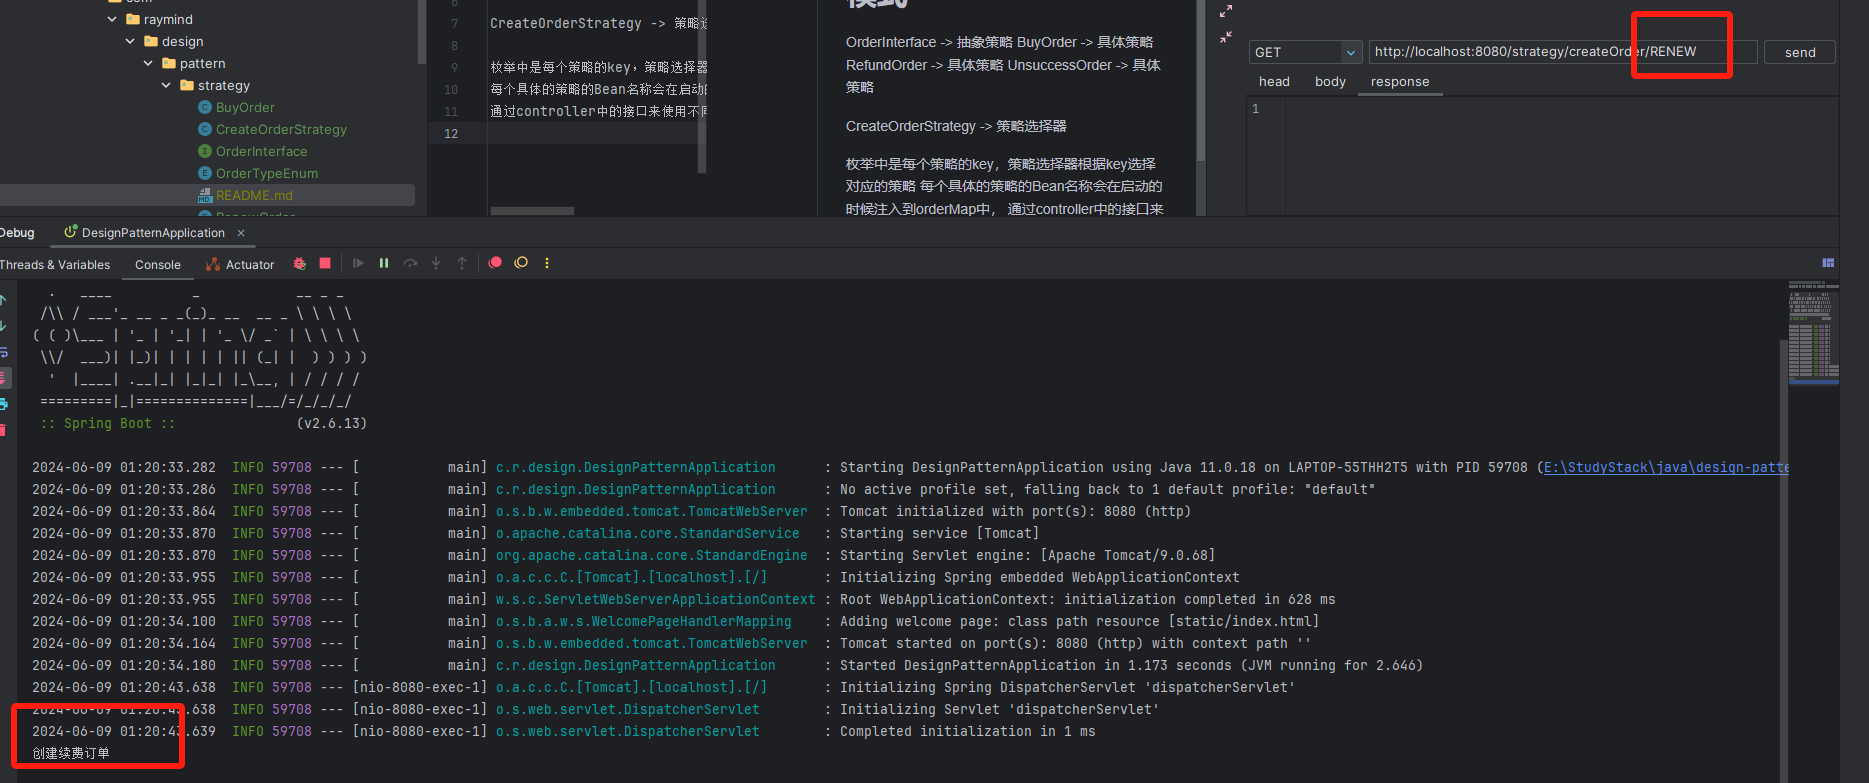 raymind
design
pattern
strategy
BuyOrder
CreateOrderStrategy
OrderInterface
OrderTypeEnum
README.md
7 CreateOrderStrategy -> 策略
8
9 枚举中是每个策略的key，策略选择器
10 每个具体的策略的Bean名称会在启动
11 通过controller中的接口来使用不
12
模式
OrderInterface -> 抽象策略 BuyOrder -> 具体策略
RefundOrder -> 具体策略 UnsuccessOrder -> 具体
策略
CreateOrderStrategy -> 策略选择器
枚举中是每个策略的key，策略选择器根据key选择
对应的策略 每个具体的策略的Bean名称会在启动的
时候注入到orderMap中， 通过controller中的接口来
GET http://localhost:8080/strategy/createOrder/RENEW send
head body response
1
Debug DesignPatternApplication
Threads & Variables Console Actuator
  .   ____          _            __ _ _
 /\\ / ___'_ __ _ _(_)_ __  __ _ \ \ \ \
( ( )\___ | '_ | '_| | '_ \/ _` | \ \ \ \
 \\/  ___)| |_)| | | | | || (_| |  ) ) ) )
  '  |____| .__|_| |_|_| |_\__, | / / / /
 =========|_|==============|___/=/_/_/_/
 :: Spring Boot ::               (v2.6.13)
2024-06-09 01:20:33.282  INFO 59708 --- [           main] c.r.design.DesignPatternApplication      : Starting DesignPatternApplication using Java 11.0.18 on LAPTOP-55THH2T5 with PID 59708 (E:\StudyStack\java\design-patte
2024-06-09 01:20:33.286  INFO 59708 --- [           main] c.r.design.DesignPatternApplication      : No active profile set, falling back to 1 default profile: "default"
2024-06-09 01:20:33.864  INFO 59708 --- [           main] o.s.b.w.embedded.tomcat.TomcatWebServer  : Tomcat initialized with port(s): 8080 (http)
2024-06-09 01:20:33.870  INFO 59708 --- [           main] o.apache.catalina.core.StandardService   : Starting service [Tomcat]
2024-06-09 01:20:33.870  INFO 59708 --- [           main] org.apache.catalina.core.StandardEngine  : Starting Servlet engine: [Apache Tomcat/9.0.68]
2024-06-09 01:20:33.955  INFO 59708 --- [           main] o.a.c.c.C.[Tomcat].[localhost].[/]       : Initializing Spring embedded WebApplicationContext
2024-06-09 01:20:33.955  INFO 59708 --- [           main] w.s.c.ServletWebServerApplicationContext : Root WebApplicationContext: initialization completed in 628 ms
2024-06-09 01:20:34.100  INFO 59708 --- [           main] o.s.b.a.w.s.WelcomePageHandlerMapping    : Adding welcome page: class path resource [static/index.html]
2024-06-09 01:20:34.164  INFO 59708 --- [           main] o.s.b.w.embedded.tomcat.TomcatWebServer  : Tomcat started on port(s): 8080 (http) with context path ''
2024-06-09 01:20:34.180  INFO 59708 --- [           main] c.r.design.DesignPatternApplication      : Started DesignPatternApplication in 1.173 seconds (JVM running for 2.646)
2024-06-09 01:20:43.638  INFO 59708 --- [nio-8080-exec-1] o.a.c.c.C.[Tomcat].[localhost].[/]       : Initializing Spring DispatcherServlet 'dispatcherServlet'
2024-06-09 01:20:43.638  INFO 59708 --- [nio-8080-exec-1] o.s.web.servlet.DispatcherServlet        : Initializing Servlet 'dispatcherServlet'
2024-06-09 01:20:43.639  INFO 59708 --- [nio-8080-exec-1] o.s.web.servlet.DispatcherServlet        : Completed initialization in 1 ms
创建续费订单